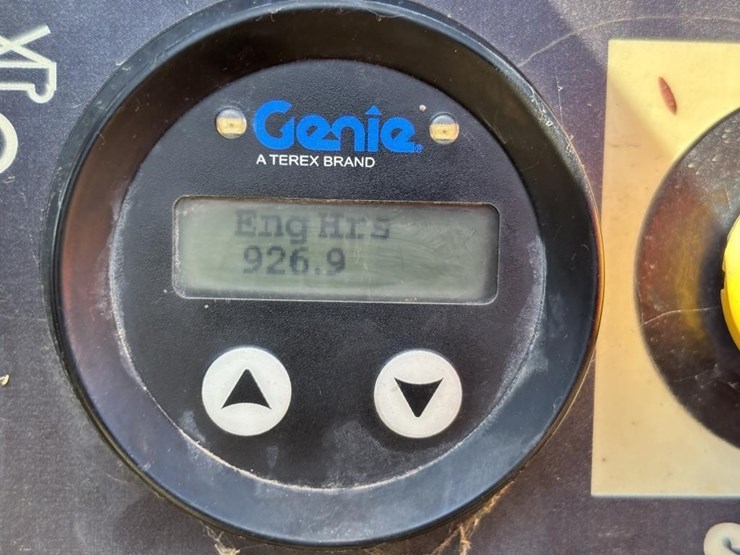 Genie
A TEREX BRAND
Eng Hrs
926.9